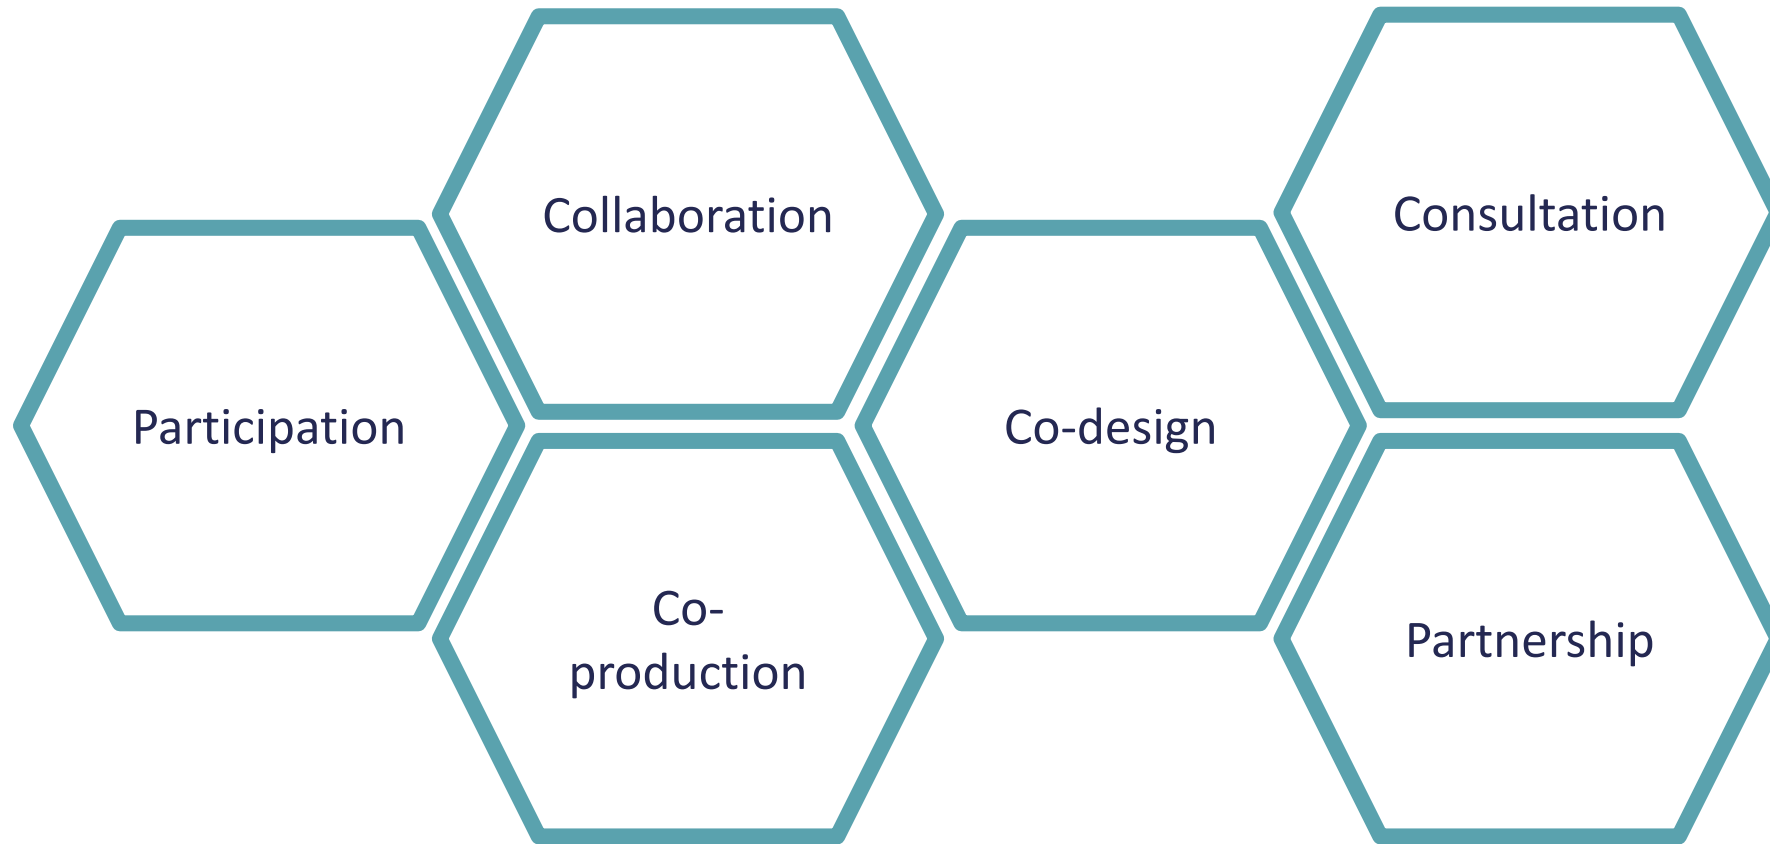 Collaboration
Consultation
Participation
Co-design
Co-
production
Partnership